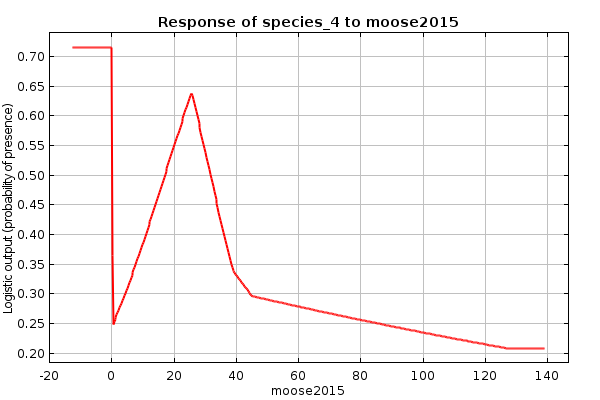 Response of species_4 to moose2015
Logistic output (probability of presence)
0.70
0.65
0.60
0.55
0.50
0.45
0.40
0.35
0.30
0.25
0.20
-20 0 20 40 60 80 100 120 140
moose2015